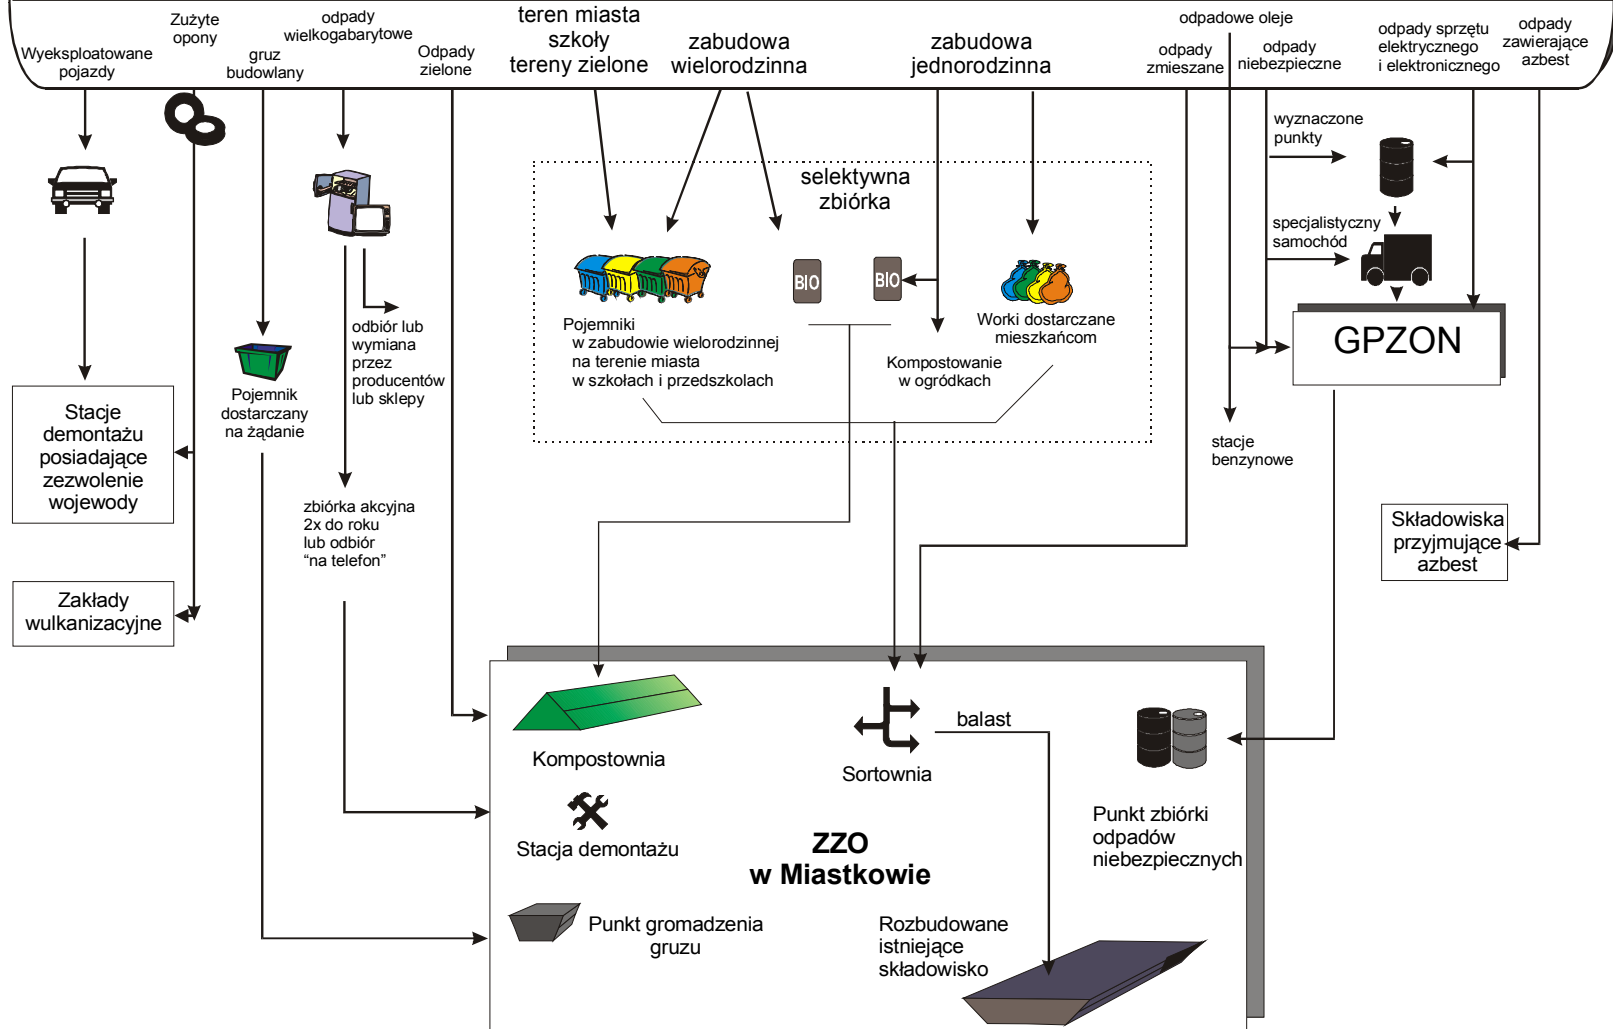 Wyeksploatowane
pojazdy
Zużyte
opony
gruz
budowlany
odpady
wielkogabarytowe
Odpady
zielone
teren miasta
szkoły
tereny zielone
zabudowa
wielorodzinna
zabudowa
jednorodzinna
odpady
zmieszane
odpadowe oleje
odpady
niebezpieczne
odpady sprzętu
elektrycznego
i elektronicznego
odpady
zawierające
azbest
wyznaczone
punkty
specjalistyczny
samochód
selektywna
zbiórka
BIO
BIO
Pojemniki
w zabudowie wielorodzinnej
na terenie miasta
w szkołach i przedszkolach
Kompostowanie
w ogródkach
Worki dostarczane
mieszkańcom
GPZON
odbiór lub
wymiana
przez
producentów
lub sklepy
Pojemnik
dostarczany
na żądanie
Stacje
demontażu
posiadające
zezwolenie
wojewody
stacje
benzynowe
zbiórka akcyjna
2x do roku
lub odbiór
“na telefon”
Składowiska
przyjmujące
azbest
Zakłady
wulkanizacyjne
Kompostownia
Sortownia
balast
Stacja demontażu
Punkt zbiórki
odpadów
niebezpiecznych
ZZO
w Miastkowie
Punkt gromadzenia
gruzu
Rozbudowane
istniejące
składowisko